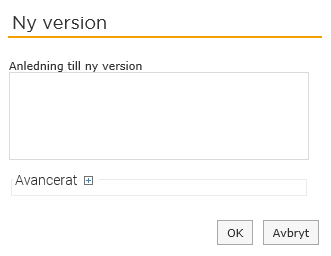 Ny version
Anledning till ny version
Avancerat
OK Avbryt